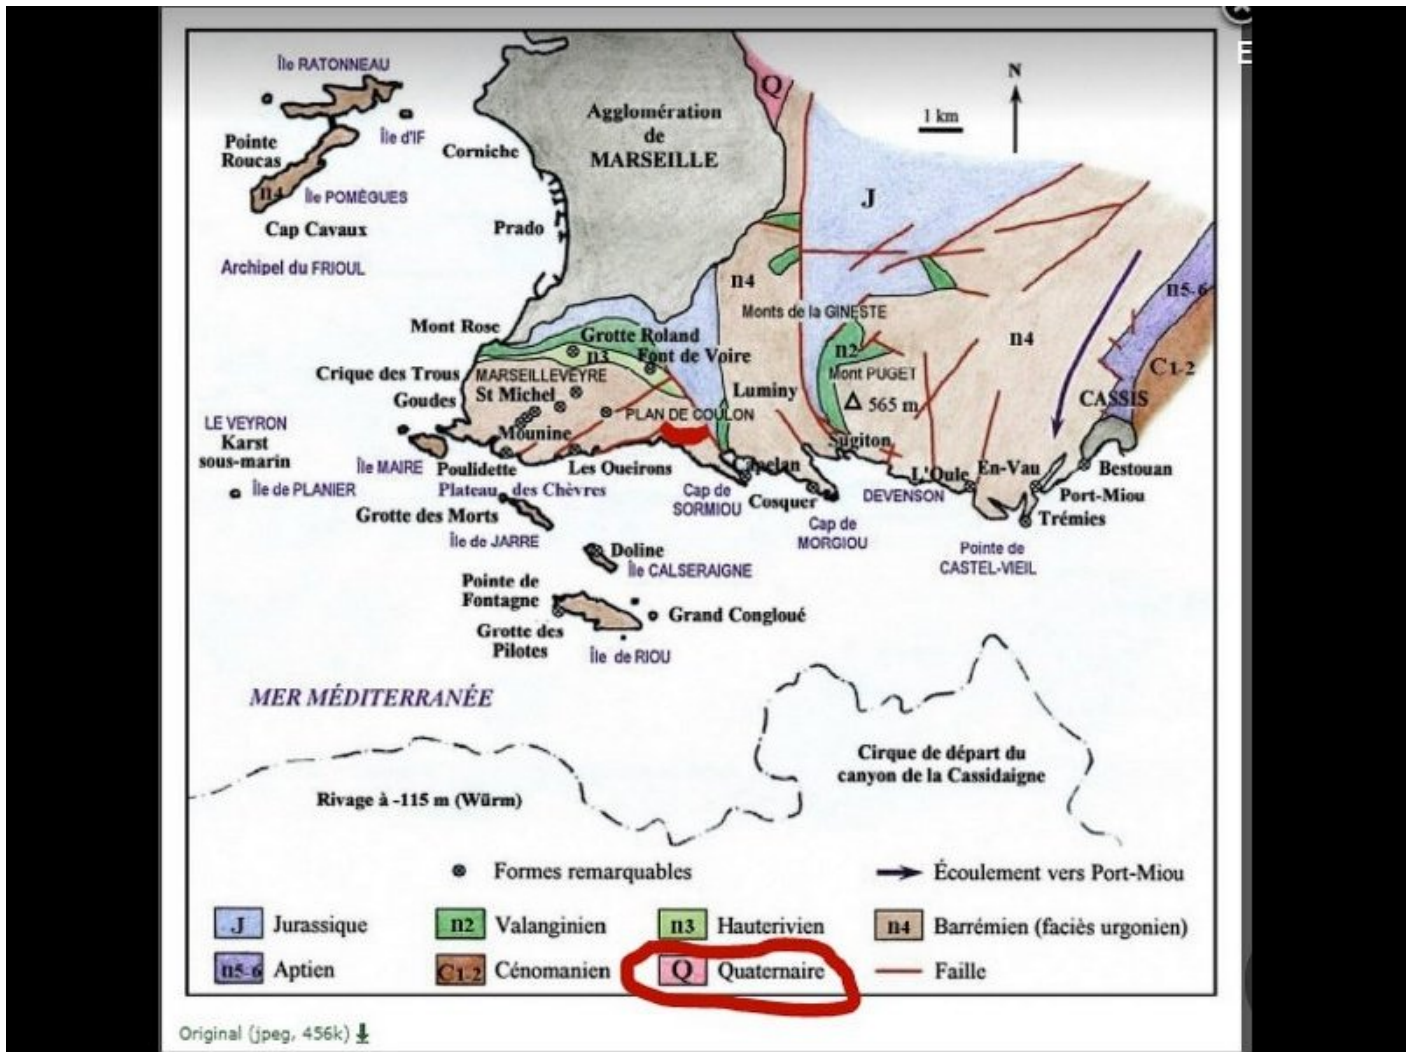 E
Île RATONNEAU
Pointe
Roucas
Île d'IF
n4
Île POMÈGUES
Cap Cavaux
Archipel du FRIOUL
Corniche
Prado
Agglomération
de
MARSEILLE
Q
1 km
N
J
n4
Monts de la GINESTE
n4
n5-6
C1-2
Mont Rose
Grotte Roland
n3
Font de Voire
n2
Mont PUGET
565 m
Crique des Trous
MARSEILLEVEYRE
Goudes
St Michel
PLAN DE COULON
Luminy
CASSIS
LE VEYRON
Karst
sous-marin
Île de PLANIER
Île MAIRE
Mounine
Poulidette
Les Queirons
Plateau des Chèvres
Sugiton
Capelan
Cap de
SORMIOU
Cosquer
Cap de
MORGIOU
DEVENSON
L'Oule
En-Vau
Bestouan
Port-Miou
Trémies
Pointe de
CASTEL-VIEIL
Grotte des Morts
Île de JARRE
Doline
Île CALSERAIGNE
Pointe de
Fontagne
Grand Congloué
Grotte des
Pilotes
Île de RIOU
MER MÉDITERRANÉE
Cirque de départ du
canyon de la Cassidaigne
Rivage à -115 m (Würm)
Formes remarquables
Écoulement vers Port-Miou
J Jurassique
n2 Valanginien
n3 Hauterivien
n4 Barrémien (faciès urgonien)
n5-6 Aptien
C1-2 Cénomanien
Q Quaternaire
Faille
Original (jpeg, 456k)